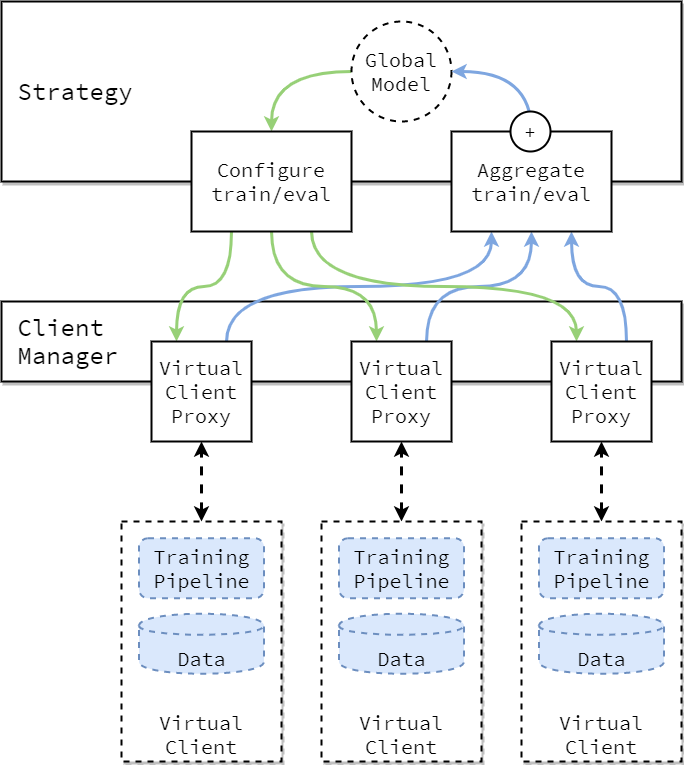 Global
Model
Strategy
+
Configure
train/eval
Aggregate
train/eval
Client
Manager
Virtual
Client
Proxy
Virtual
Client
Proxy
Virtual
Client
Proxy
Training
Pipeline
Data
Virtual
Client
Training
Pipeline
Data
Virtual
Client
Training
Pipeline
Data
Virtual
Client